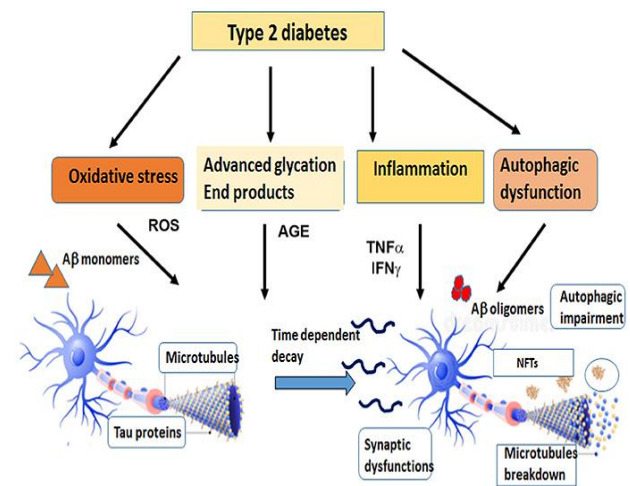 Type 2 diabetes
Oxidative stress
Advanced glycation
End products
Inflammation
Autophagic
dysfunction
ROS
AGE
TNFα
IFNγ
Aβ monomers
Aβ oligomers
Autophagic
impairment
Microtubules
Time dependent
decay
NFTs
Tau proteins
Synaptic
dysfunctions
Microtubules
breakdown